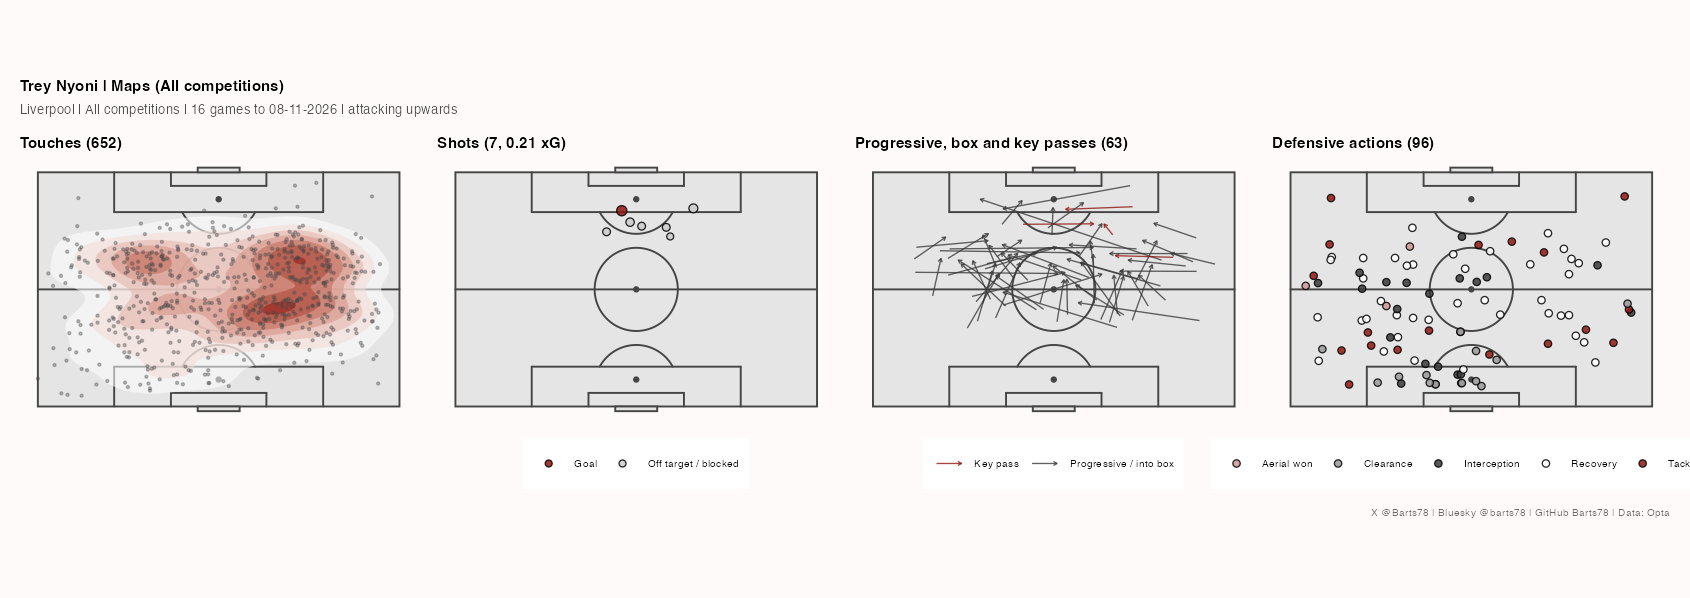 Trey Nyoni | Maps (All competitions)
Liverpool | All competitions | 16 games to 08-11-2026 | attacking upwards
Touches (652)
Shots (7, 0.21 xG)
Progressive, box and key passes (63)
Defensive actions (96)
Goal
Off target / blocked
Key pass
Progressive / into box
Aerial won
Clearance
Interception
Recovery
Tack
X @Barts78 | Bluesky @barts78 | GitHub Barts78 | Data: Opta